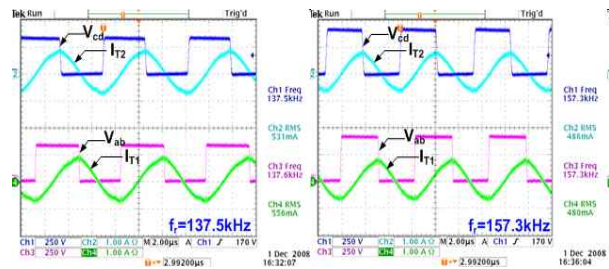 Tek Run
Trig'd
Vcd
IT2
Ch1 Freq
137.5kHz
Ch2 RMS
531mA
Vab
IT1
Ch3 Freq
137.6kHz
Ch4 RMS
556mA
fr=137.5kHz
Ch1 250 V Ch2 1.00 A Ω M 2.00µs A Ch1 ∫ 170 V
Ch3 250 V Ch4 1.00 A Ω
2.99200µs
1 Dec 2008
16:32:07
Tek Run
Trig'd
Vcd
IT2
Ch1 Freq
157.3kHz
Ch2 RMS
486mA
Vab
IT1
Ch3 Freq
157.3kHz
Ch4 RMS
480mA
fr=157.3kHz
Ch1 250 V Ch2 1.00 A Ω M 2.00µs A Ch1 ∫ 170 V
Ch3 250 V Ch4 1.00 A Ω
2.99200µs
1 Dec 2008
16:36:04